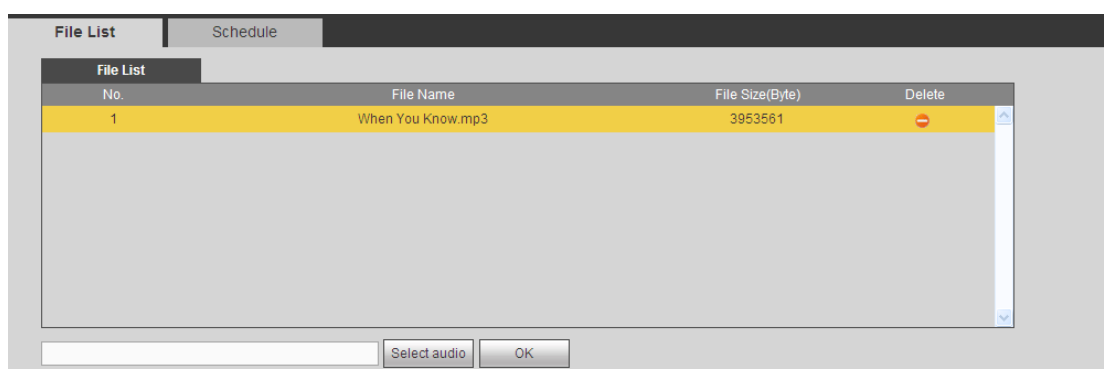 File List Schedule
File List
No. File Name File Size(Byte) Delete
1 When You Know.mp3 3953561
Select audio OK